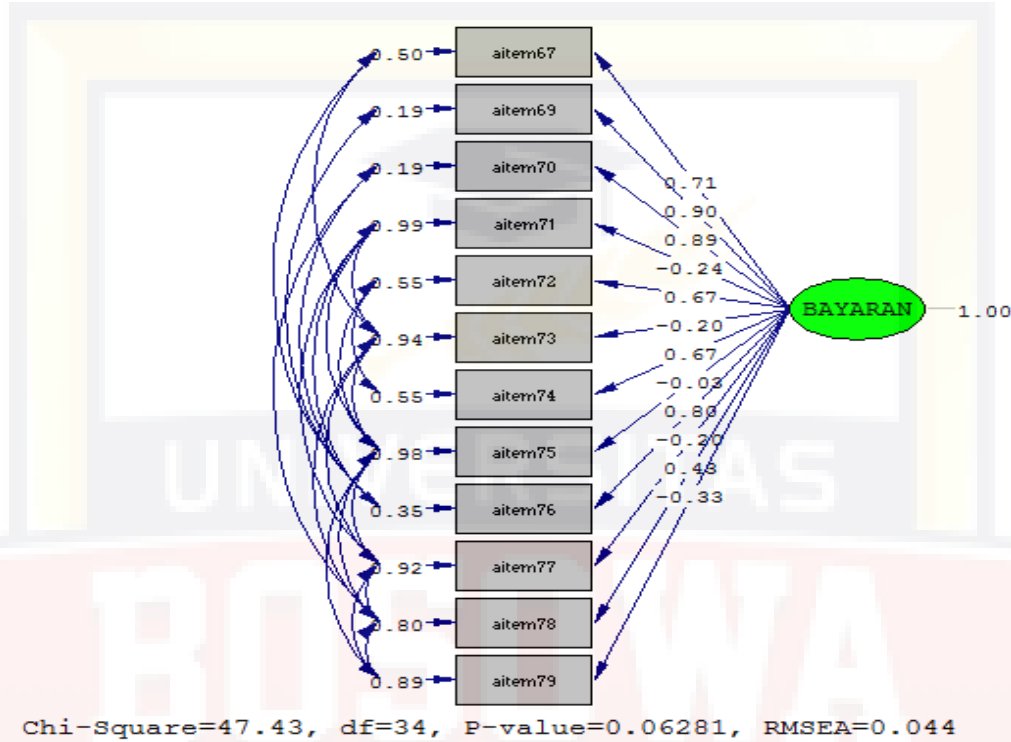 0.50 aitem67
0.19 aitem69
0.19 aitem70
0.99 aitem71
0.55 aitem72
0.94 aitem73
0.55 aitem74
0.98 aitem75
0.35 aitem76
0.92 aitem77
0.80 aitem78
0.89 aitem79
0.71
0.90
0.89
-0.24
0.67
-0.20
0.67
-0.03
0.80
-0.20
0.43
-0.33
BAYARAN 1.00
UNIVERSITAS
BOSOWA
Chi-Square=47.43, df=34, P-value=0.06281, RMSEA=0.044